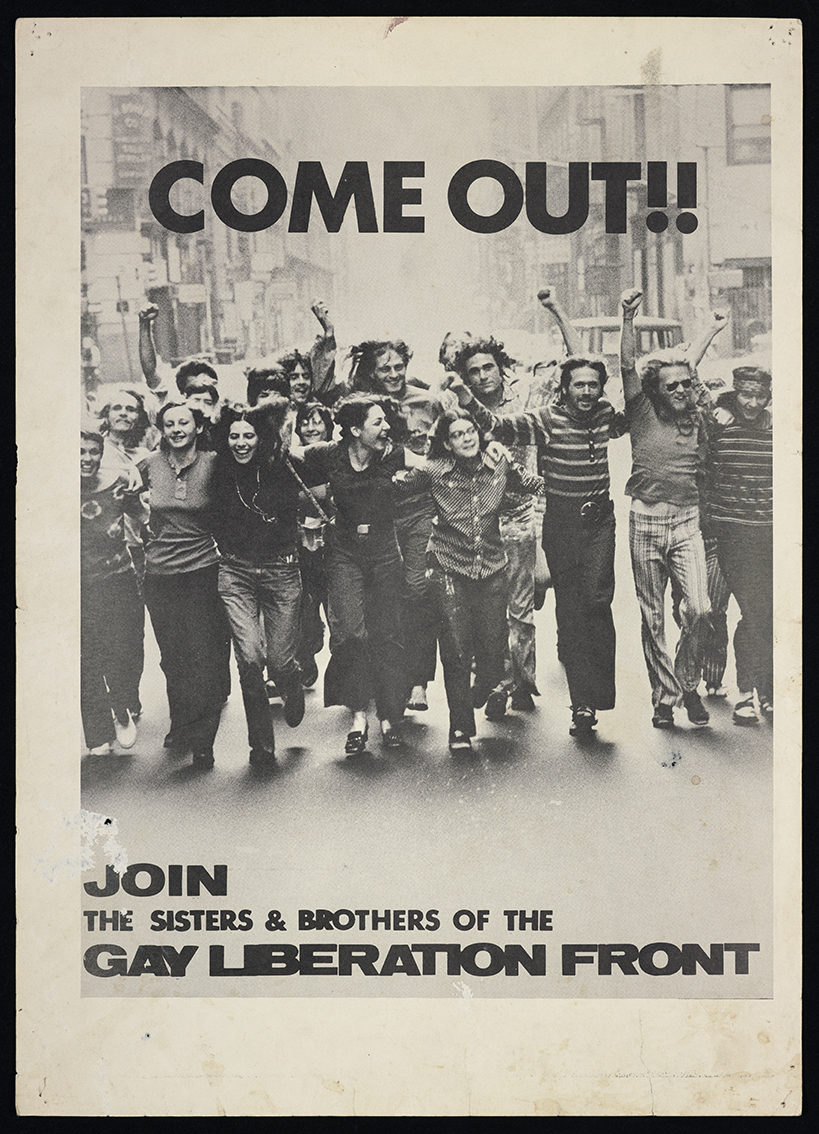 COME OUT!!
JOIN
THE SISTERS & BROTHERS OF THE
GAY LIBERATION FRONT